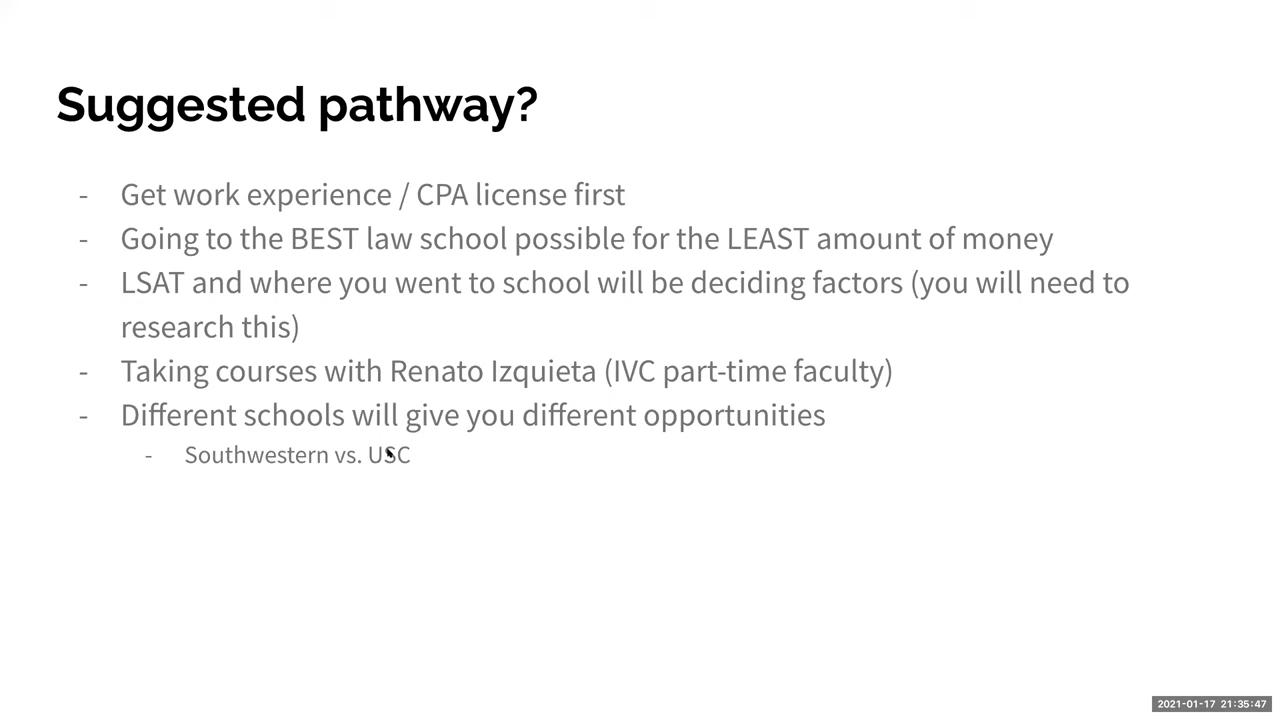 Suggested pathway?
- Get work experience / CPA license first
- Going to the BEST law school possible for the LEAST amount of money
- LSAT and where you went to school will be deciding factors (you will need to
research this)
- Taking courses with Renato Izquieta (IVC part-time faculty)
- Different schools will give you different opportunities
- Southwestern vs. USC
2021-01-17 21:35:47